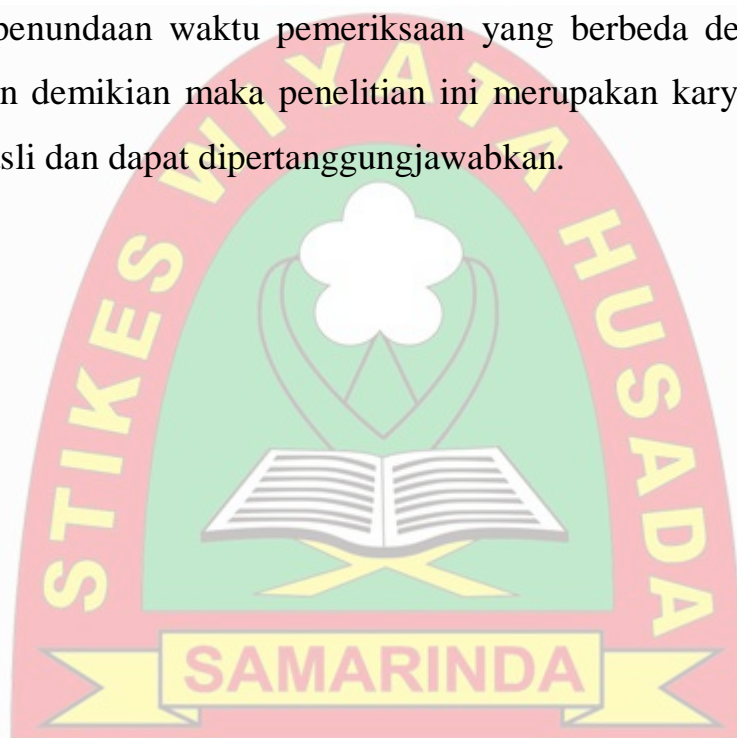 penundaan waktu pemeriksaan yang berbeda de
n demikian maka penelitian ini merupakan kary
sli dan dapat dipertanggungjawabkan.
STIKES WIYATA HUSADA
SAMARINDA